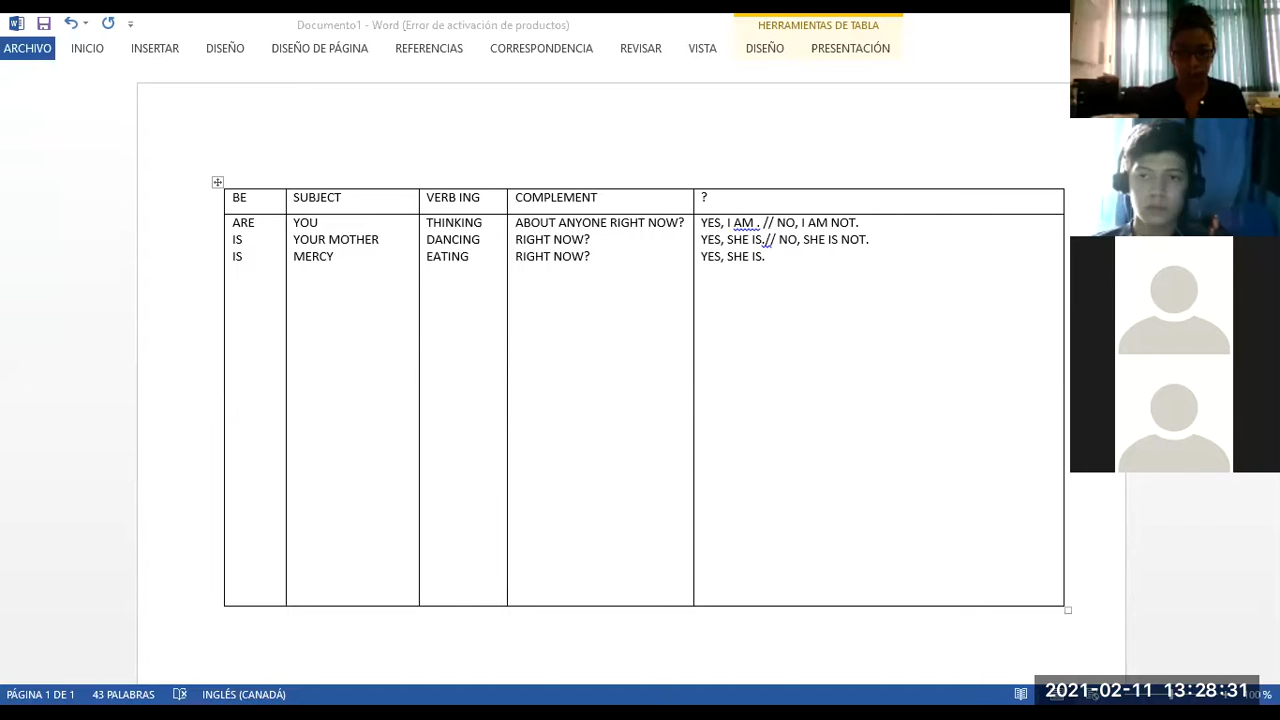 Documento1 - Word (Error de activación de productos)
HERRAMIENTAS DE TABLA
ARCHIVO INICIO INSERTAR DISEÑO DISEÑO DE PÁGINA REFERENCIAS CORRESPONDENCIA REVISAR VISTA DISEÑO PRESENTACIÓN
BE SUBJECT VERB ING COMPLEMENT ?
ARE YOU THINKING ABOUT ANYONE RIGHT NOW? YES, I AM . // NO, I AM NOT.
IS YOUR MOTHER DANCING RIGHT NOW? YES, SHE IS.// NO, SHE IS NOT.
IS MERCY EATING RIGHT NOW? YES, SHE IS.
PÁGINA 1 DE 1 43 PALABRAS INGLÉS (CANADÁ) 100 %
2021-02-11 13:28:31